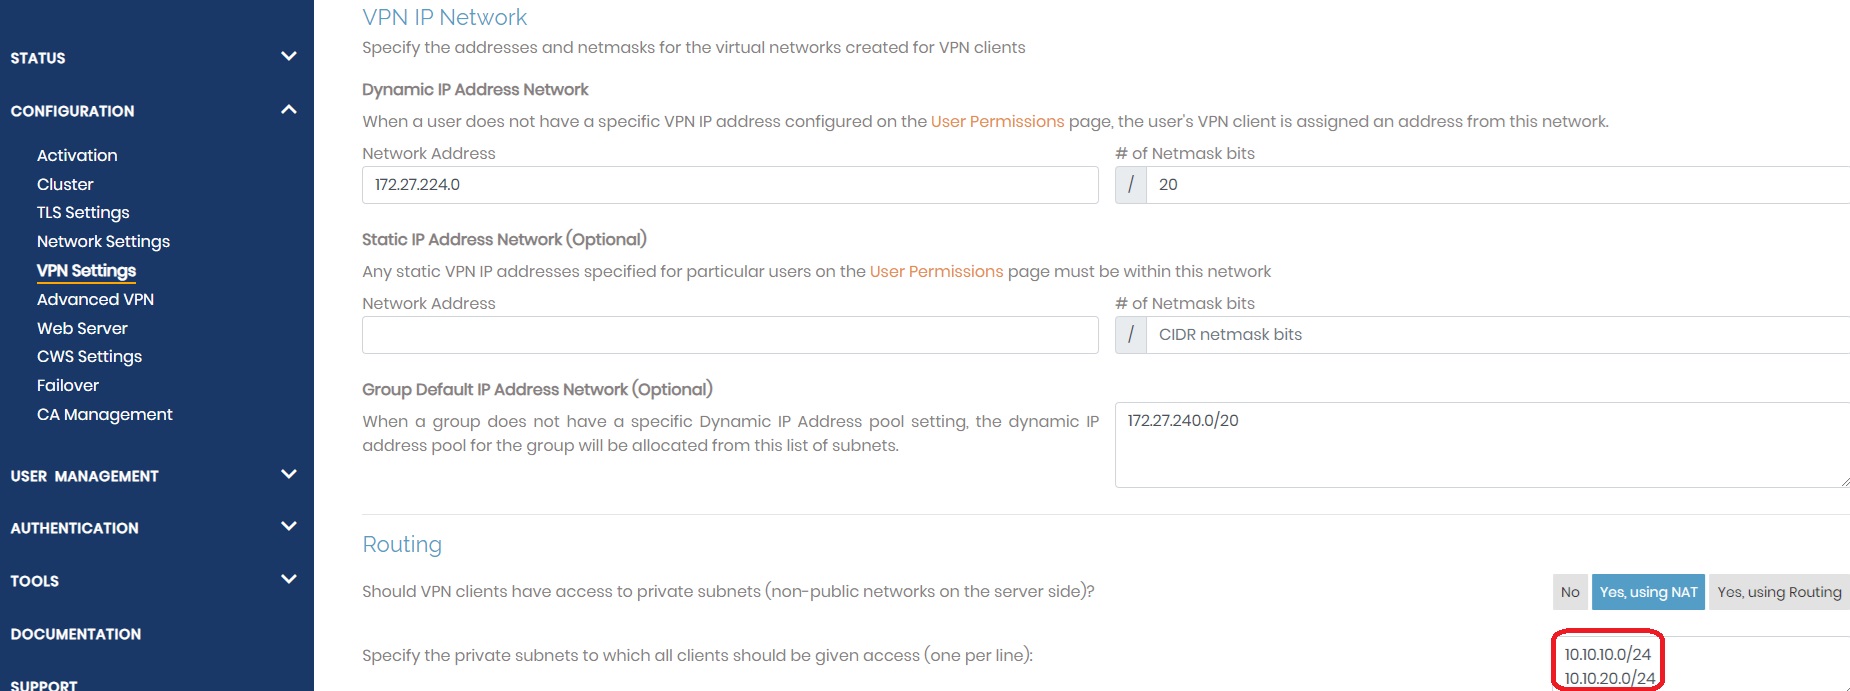 STATUS
CONFIGURATION
Activation
Cluster
TLS Settings
Network Settings
VPN Settings
Advanced VPN
Web Server
CWS Settings
Failover
CA Management
USER MANAGEMENT
AUTHENTICATION
TOOLS
DOCUMENTATION
SUPPORT
VPN IP Network
Specify the addresses and netmasks for the virtual networks created for VPN clients
Dynamic IP Address Network
When a user does not have a specific VPN IP address configured on the User Permissions page, the user's VPN client is assigned an address from this network.
Network Address # of Netmask bits
172.27.224.0 / 20
Static IP Address Network (Optional)
Any static VPN IP addresses specified for particular users on the User Permissions page must be within this network
Network Address # of Netmask bits
/ CIDR netmask bits
Group Default IP Address Network (Optional)
When a group does not have a specific Dynamic IP Address pool setting, the dynamic IP
address pool for the group will be allocated from this list of subnets.
172.27.240.0/20
Routing
Should VPN clients have access to private subnets (non-public networks on the server side)?
No Yes, using NAT Yes, using Routing
Specify the private subnets to which all clients should be given access (one per line):
10.10.10.0/24
10.10.20.0/24